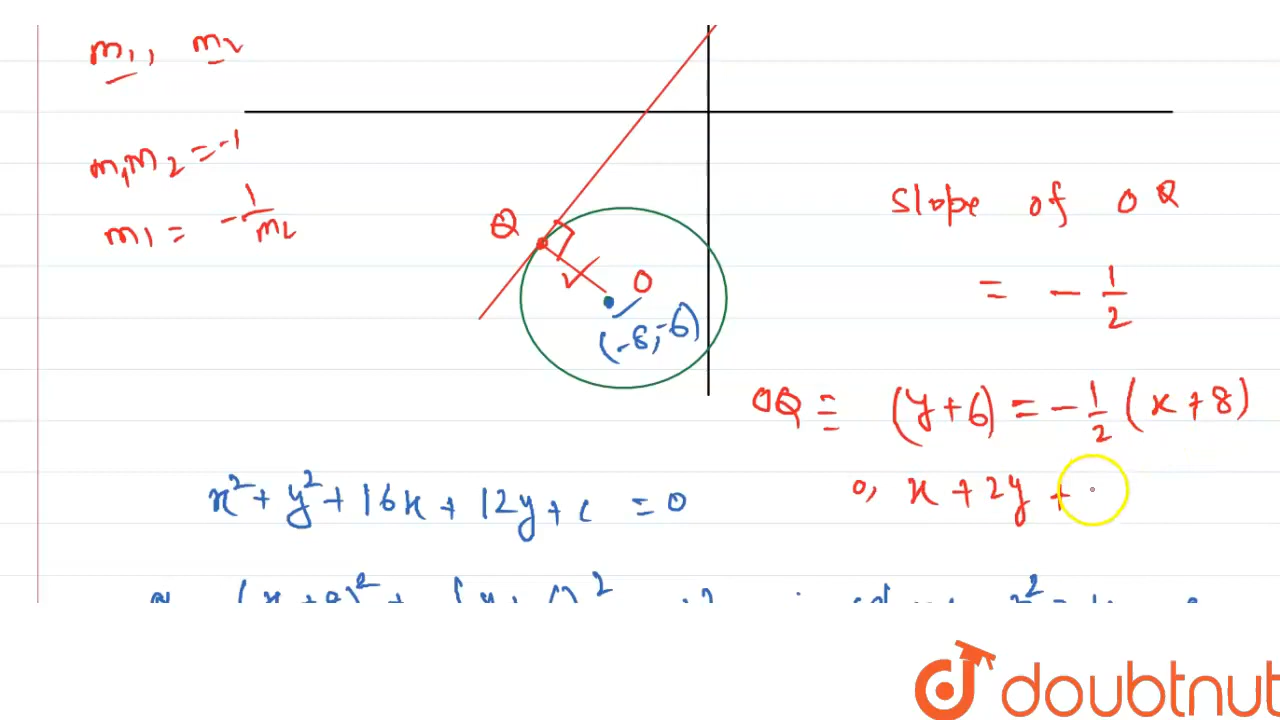 m₁, m₂
m₁m₂ = -1
m₁ = -1/m₂
Q
O
(-8,-6)
Slope of OQ
= -1/2
OQ ≡ (y+6) = -1/2 (x+8)
o, x + 2y +
x² + y² + 16x + 12y + c = 0
doubtnut